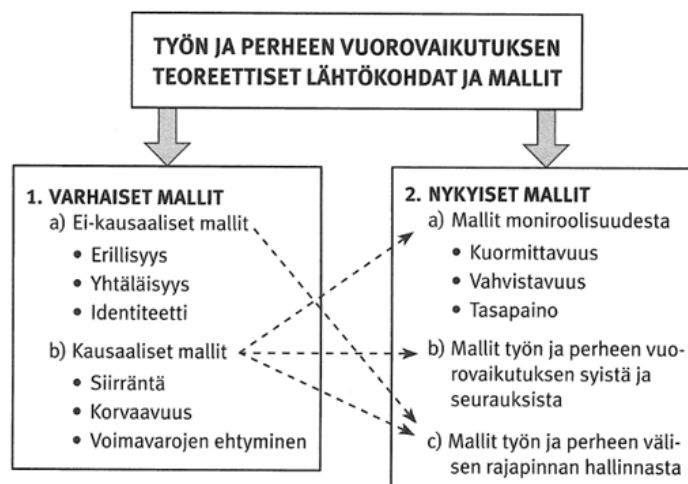 TYÖN JA PERHEEN VUOROVAIKUTUKSEN
TEOREETTISET LÄHTÖKOHDAT JA MALLIT
1. VARHAISET MALLIT
a) Ei-kausaaliset mallit
• Erillisyys
• Yhtäläisyys
• Identiteetti
b) Kausaaliset mallit
• Siirräntä
• Korvaavuus
• Voimavarojen ehtyminen
2. NYKYISET MALLIT
a) Mallit moniroolisuudesta
• Kuormittavuus
• Vahvistavuus
• Tasapaino
b) Mallit työn ja perheen vuo-
rovaikutuksen syistä ja
seurauksista
c) Mallit työn ja perheen väli-
sen rajapinnan hallinnasta